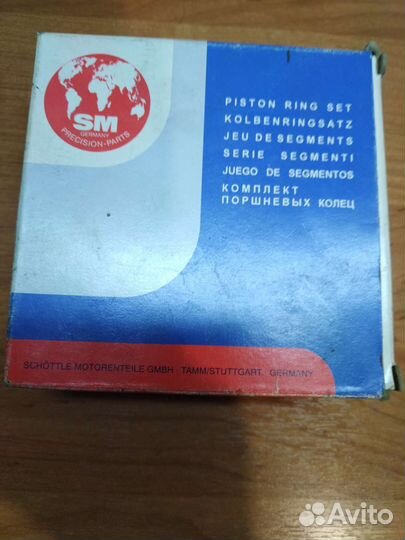 SM
GERMANY
PRECISION-PARTS
PISTON RING SET
KOLBENRINGSATZ
JEU DE SEGMENTS
SERIE SEGMENTI
JUEGO DE SEGMENTOS
КОМПЛЕКТ
ПОРШНЕВЫХ КОЛЕЦ
SCHÖTTLE MOTORENTEILE GMBH TAMM/STUTTGART. GERMANY
Avito